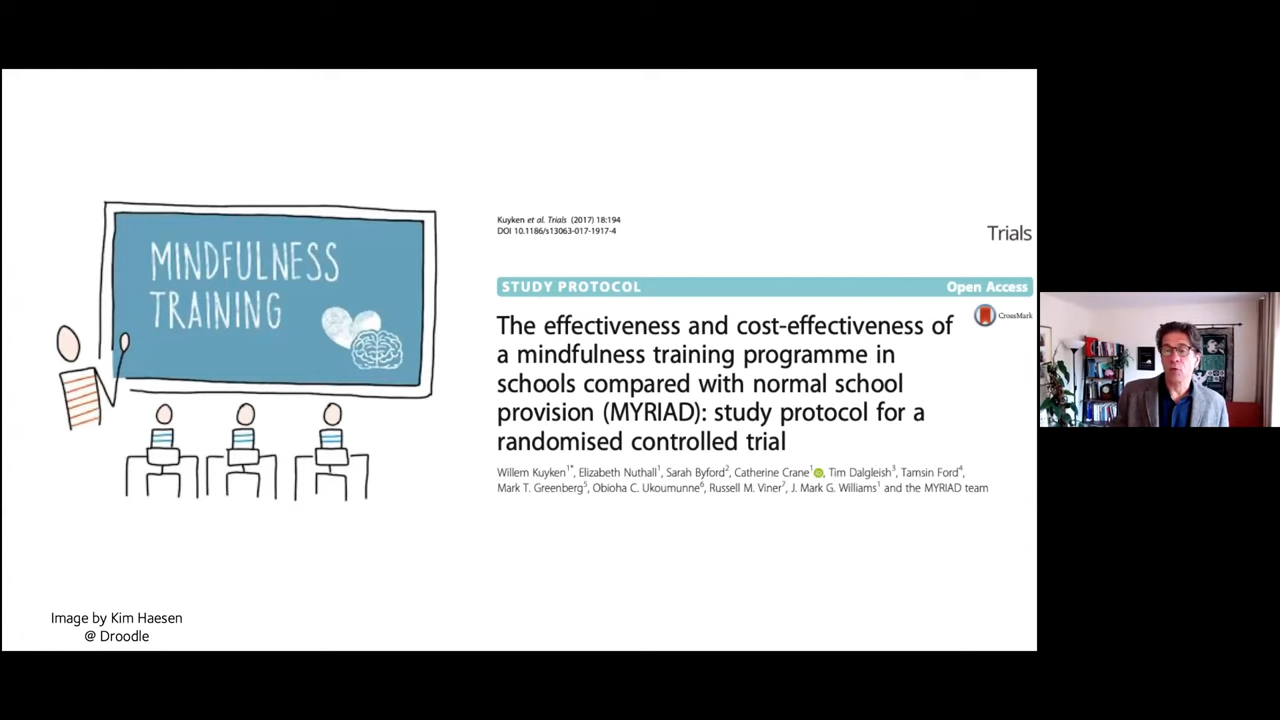 MINDFULNESS
TRAINING
Image by Kim Haesen
@ Droodle
Kuyken et al. Trials (2017) 18:194
DOI 10.1186/s13063-017-1917-4
Trials
STUDY PROTOCOL
Open Access
CrossMark
The effectiveness and cost-effectiveness of
a mindfulness training programme in
schools compared with normal school
provision (MYRIAD): study protocol for a
randomised controlled trial
Willem Kuyken1*, Elizabeth Nuthall1, Sarah Byford2, Catherine Crane1, Tim Dalgleish3, Tamsin Ford4,
Mark T. Greenberg5, Obioha C. Ukoumunne6, Russell M. Viner7, J. Mark G. Williams1 and the MYRIAD team